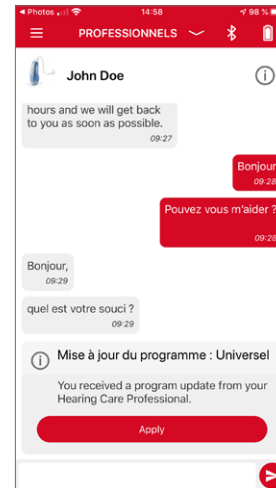 Photos
14:58
98 %
PROFESSIONNELS
John Doe
hours and we will get back
to you as soon as possible.
09:27
Bonjour
09:28
Pouvez vous m'aider ?
09:28
Bonjour,
09:29
quel est votre souci ?
09:29
Mise à jour du programme : Universel
You received a program update from your
Hearing Care Professional.
Apply